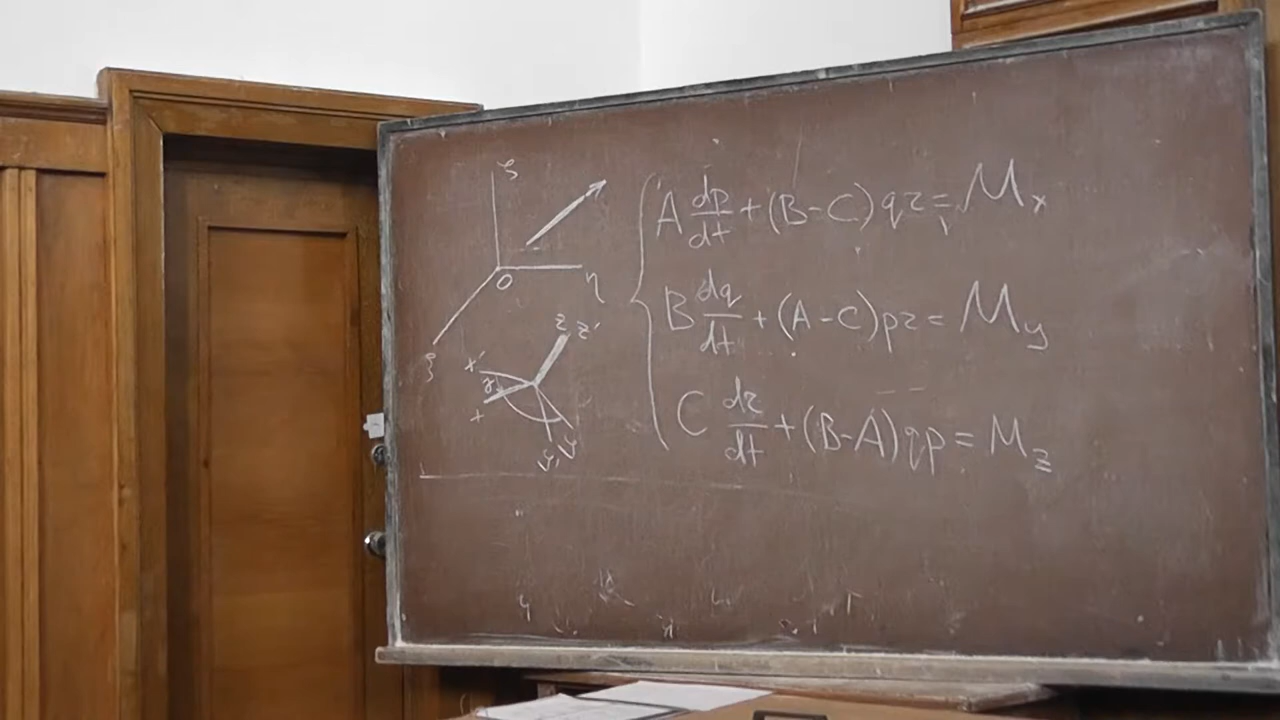 ζ
O
η
ξ
z z'
x'
γ
x
y, y'
A dp/dt + (B-C) qr = Mx
B dq/dt + (A-C) pr = My
C dr/dt + (B-A) qp = Mz